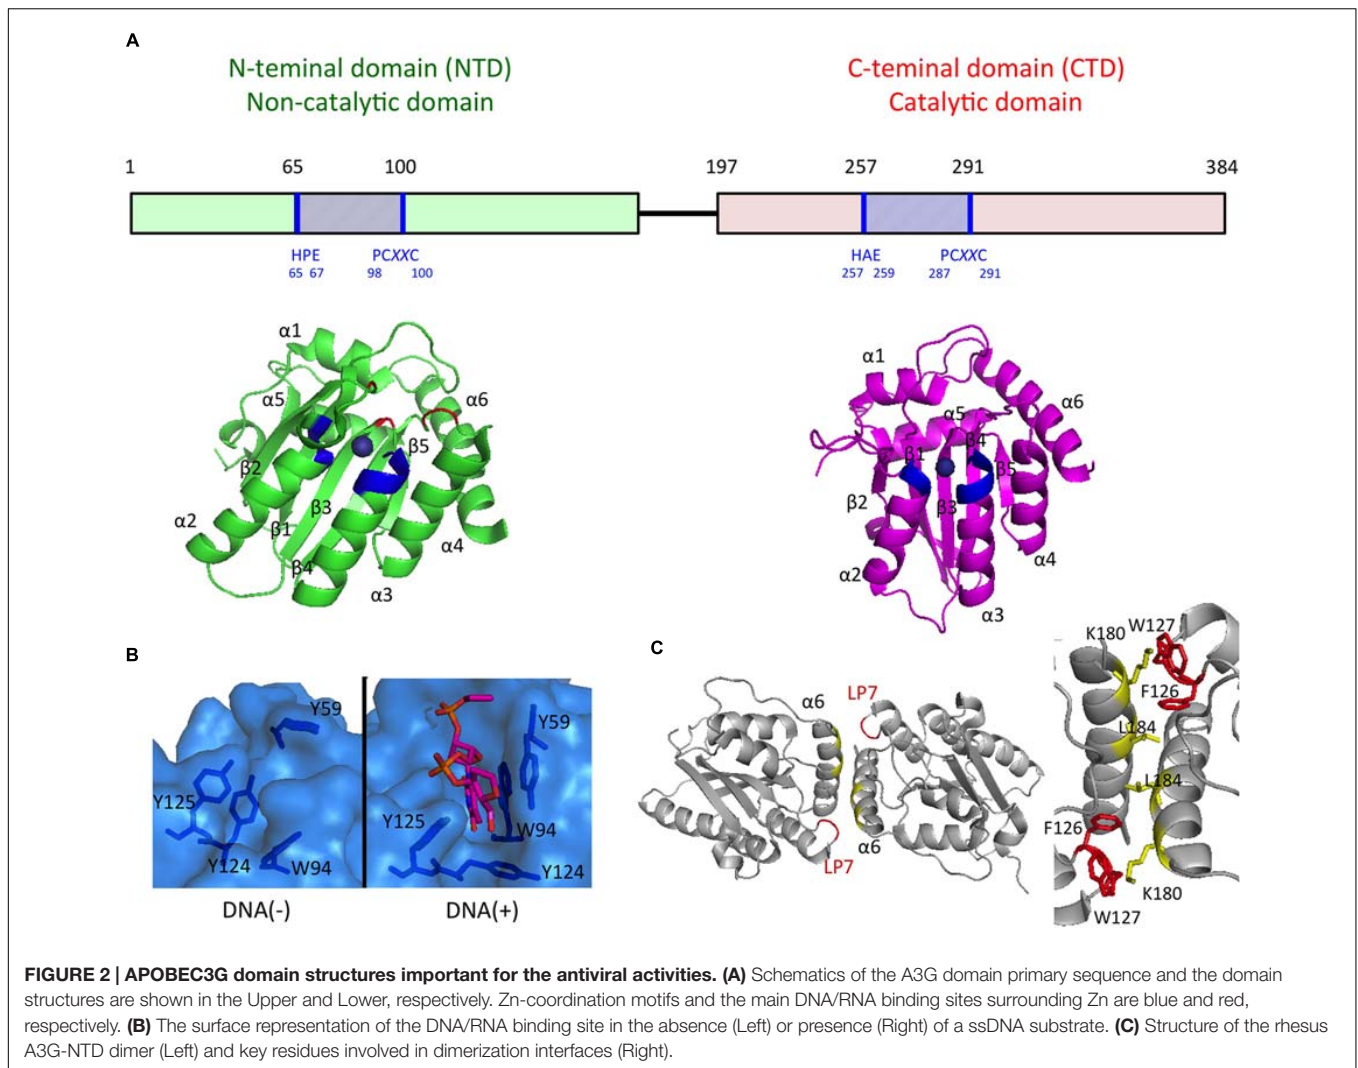 A
N-teminal domain (NTD)
Non-catalytic domain
C-teminal domain (CTD)
Catalytic domain
1 65 100 197 257 291 384
HPE PCXXC HAE PCXXC
65 67 98 100 257 259 287 291
α1
α5
α6
β5
β2
β3
α2
β1
α4
β4
α3
α1
α6
α5
β4
β1
β5
β2
β3
α4
α2
α3
B
Y59
Y125
Y124
W94
DNA(-)
Y59
Y125
W94
Y124
DNA(+)
C
α6
LP7
α6
LP7
K180
W127
F126
L184
L184
F126
K180
W127
FIGURE 2 | APOBEC3G domain structures important for the antiviral activities. (A) Schematics of the A3G domain primary sequence and the domain
structures are shown in the Upper and Lower, respectively. Zn-coordination motifs and the main DNA/RNA binding sites surrounding Zn are blue and red,
respectively. (B) The surface representation of the DNA/RNA binding site in the absence (Left) or presence (Right) of a ssDNA substrate. (C) Structure of the rhesus
A3G-NTD dimer (Left) and key residues involved in dimerization interfaces (Right).